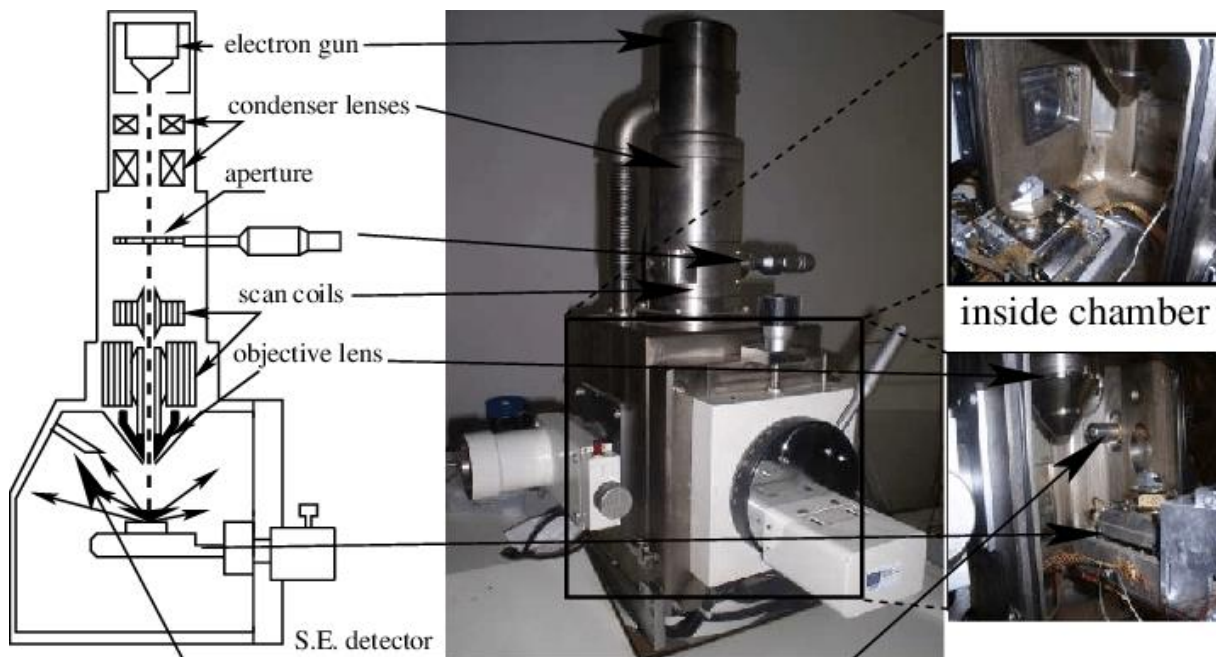 electron gun
condenser lenses
aperture
scan coils
objective lens
inside chamber
S.E. detector